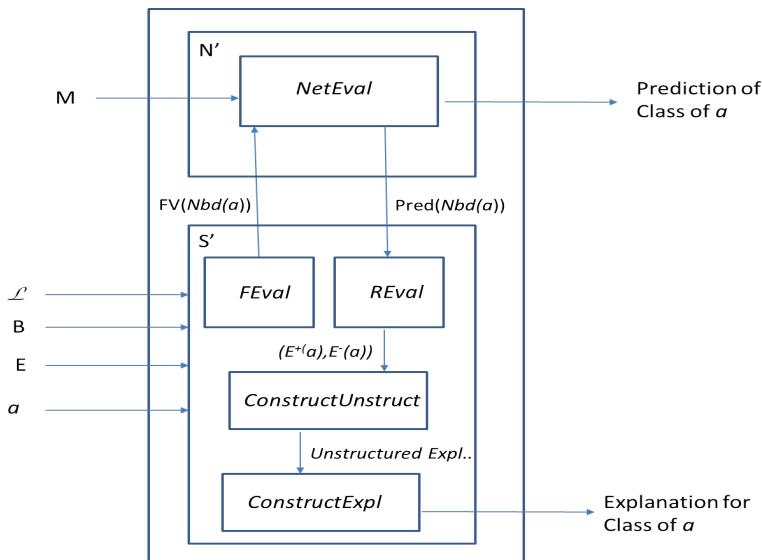 N'
NetEval
M
Prediction of
Class of a
FV(Nbd(a))
Pred(Nbd(a))
S'
FEval
REval
ℒ
B
E
a
(E⁺⁽a),E⁻(a))
ConstructUnstruct
Unstructured Expl..
ConstructExpl
Explanation for
Class of a